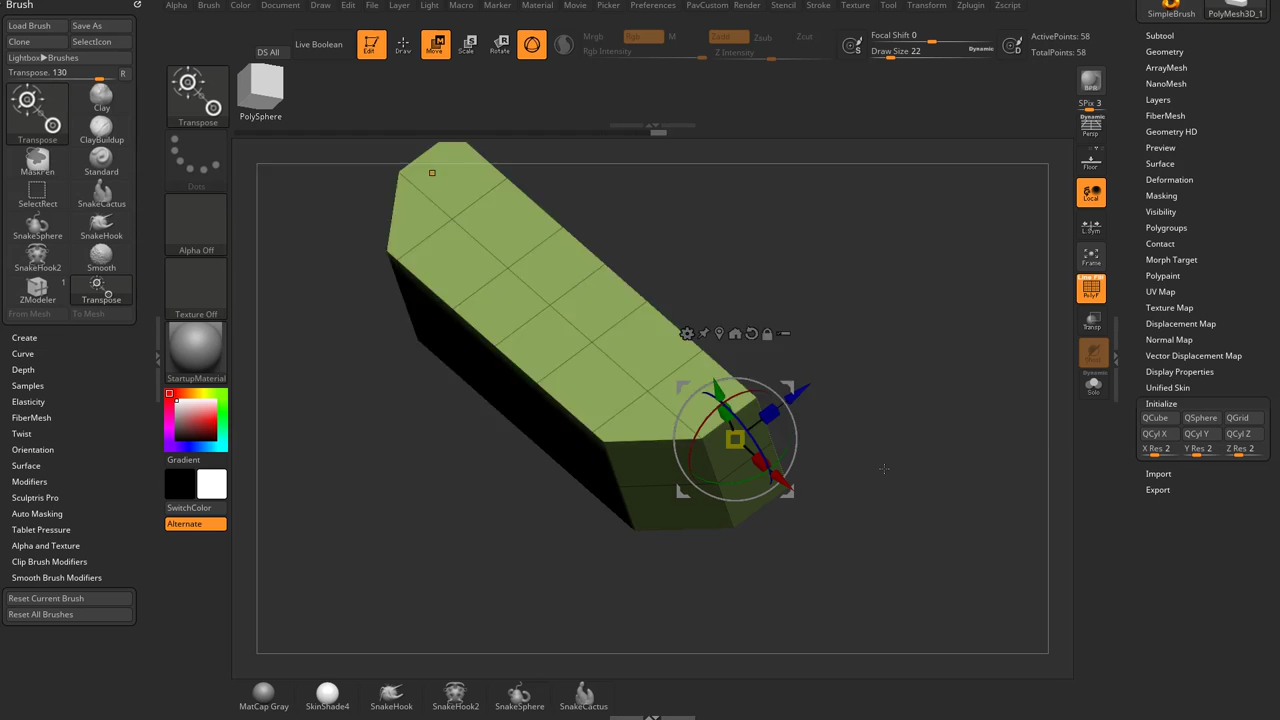 Brush
Alpha Brush Color Document Draw Edit File Layer Light Macro Marker Material Movie Picker Preferences PavCustom Render Stencil Stroke Texture Tool Transform Zplugin Zscript
SimpleBrush PolyMesh3D_1
Load Brush Save As
Clone SelectIcon
Lightbox▶Brushes
Transpose. 130 R
DS All Live Boolean Edit Draw Move Scale Rotate
Mrgb Rgb M Zadd Zsub Zcut
Rgb Intensity Z Intensity
Focal Shift 0
Draw Size 22 Dynamic
S D
ActivePoints: 58
TotalPoints: 58
Transpose Clay
ClayBuildup
MaskPen Standard
SelectRect SnakeCactus
SnakeSphere SnakeHook
SnakeHook2 Smooth
ZModeler 1 Transpose
From Mesh To Mesh
Create
Curve
Depth
Samples
Elasticity
FiberMesh
Twist
Orientation
Surface
Modifiers
Sculptris Pro
Auto Masking
Tablet Pressure
Alpha and Texture
Clip Brush Modifiers
Smooth Brush Modifiers
Reset Current Brush
Reset All Brushes
Transpose
Dots
Alpha Off
Texture Off
StartupMaterial
Gradient
SwitchColor
Alternate
PolySphere
BPR
SPix 3
Dynamic
Persp
Floor
Local
L.Sym
Frame
Line Fill
PolyF
Transp
Dynamic
Solo
Subtool
Geometry
ArrayMesh
NanoMesh
Layers
FiberMesh
Geometry HD
Preview
Surface
Deformation
Masking
Visibility
Polygroups
Contact
Morph Target
Polypaint
UV Map
Texture Map
Displacement Map
Normal Map
Vector Displacement Map
Display Properties
Unified Skin
Initialize
QCube QSphere QGrid
QCyl X QCyl Y QCyl Z
X Res 2 Y Res 2 Z Res 2
Import
Export
MatCap Gray SkinShade4 SnakeHook SnakeHook2 SnakeSphere SnakeCactus